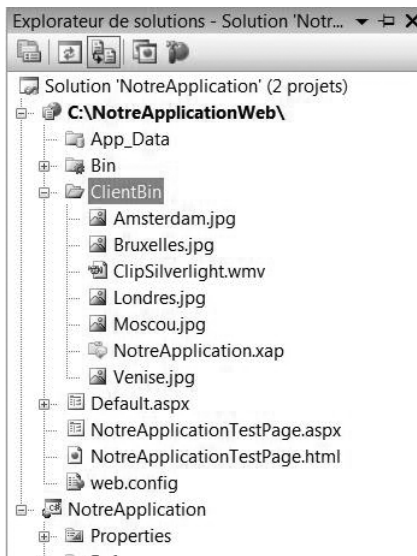 Explorateur de solutions - Solution 'Notr...
Solution 'NotreApplication' (2 projets)
C:\NotreApplicationWeb\
App_Data
Bin
ClientBin
Amsterdam.jpg
Bruxelles.jpg
ClipSilverlight.wmv
Londres.jpg
Moscou.jpg
NotreApplication.xap
Venise.jpg
Default.aspx
NotreApplicationTestPage.aspx
NotreApplicationTestPage.html
web.config
NotreApplication
Properties